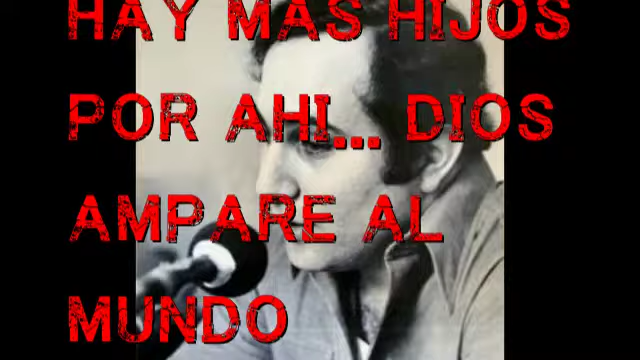 HAY MAS HIJOS
POR AHI... DIOS
AMPARE AL
MUNDO